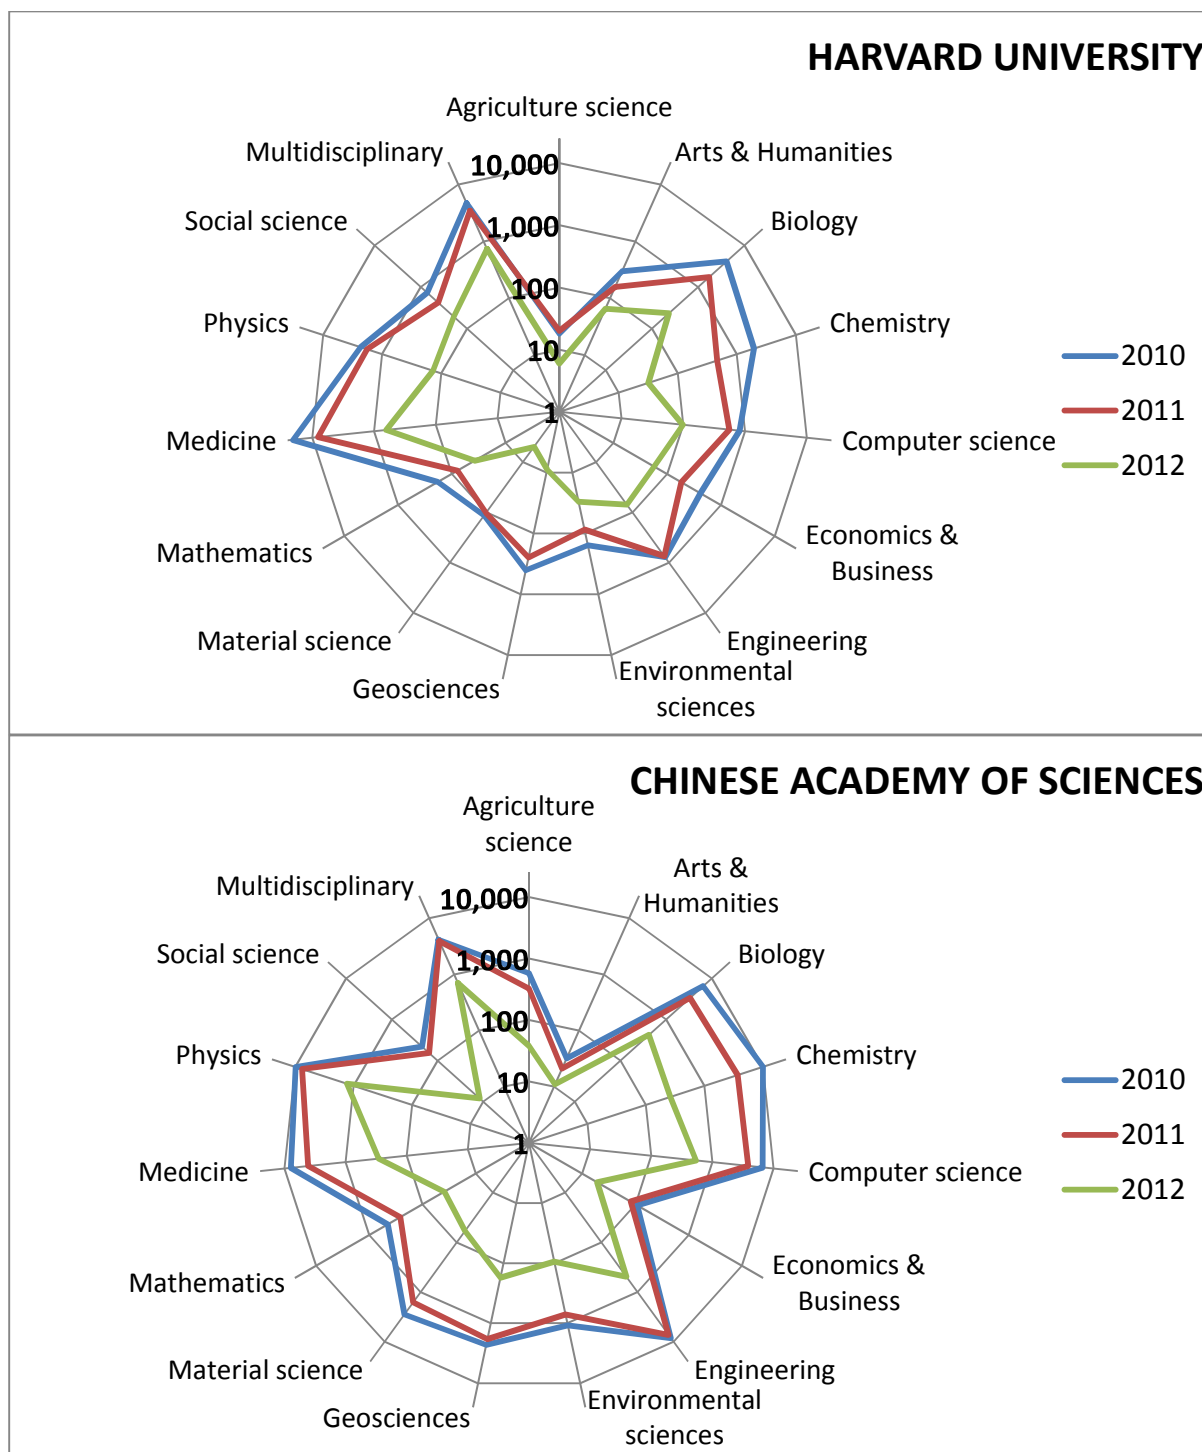 HARVARD UNIVERSITY
Agriculture science
Multidisciplinary
Arts & Humanities
10,000
Social science
Biology
1,000
100
Physics
Chemistry
10
2010
1
2011
Medicine
Computer science
2012
Mathematics
Economics &
Business
Material science
Engineering
Geosciences
Environmental
sciences
CHINESE ACADEMY OF SCIENCES
Agriculture
science
Arts &
Humanities
Multidisciplinary
10,000
Social science
Biology
1,000
100
Physics
Chemistry
10
2010
1
2011
Medicine
Computer science
2012
Mathematics
Economics &
Business
Material science
Engineering
Geosciences
Environmental
sciences